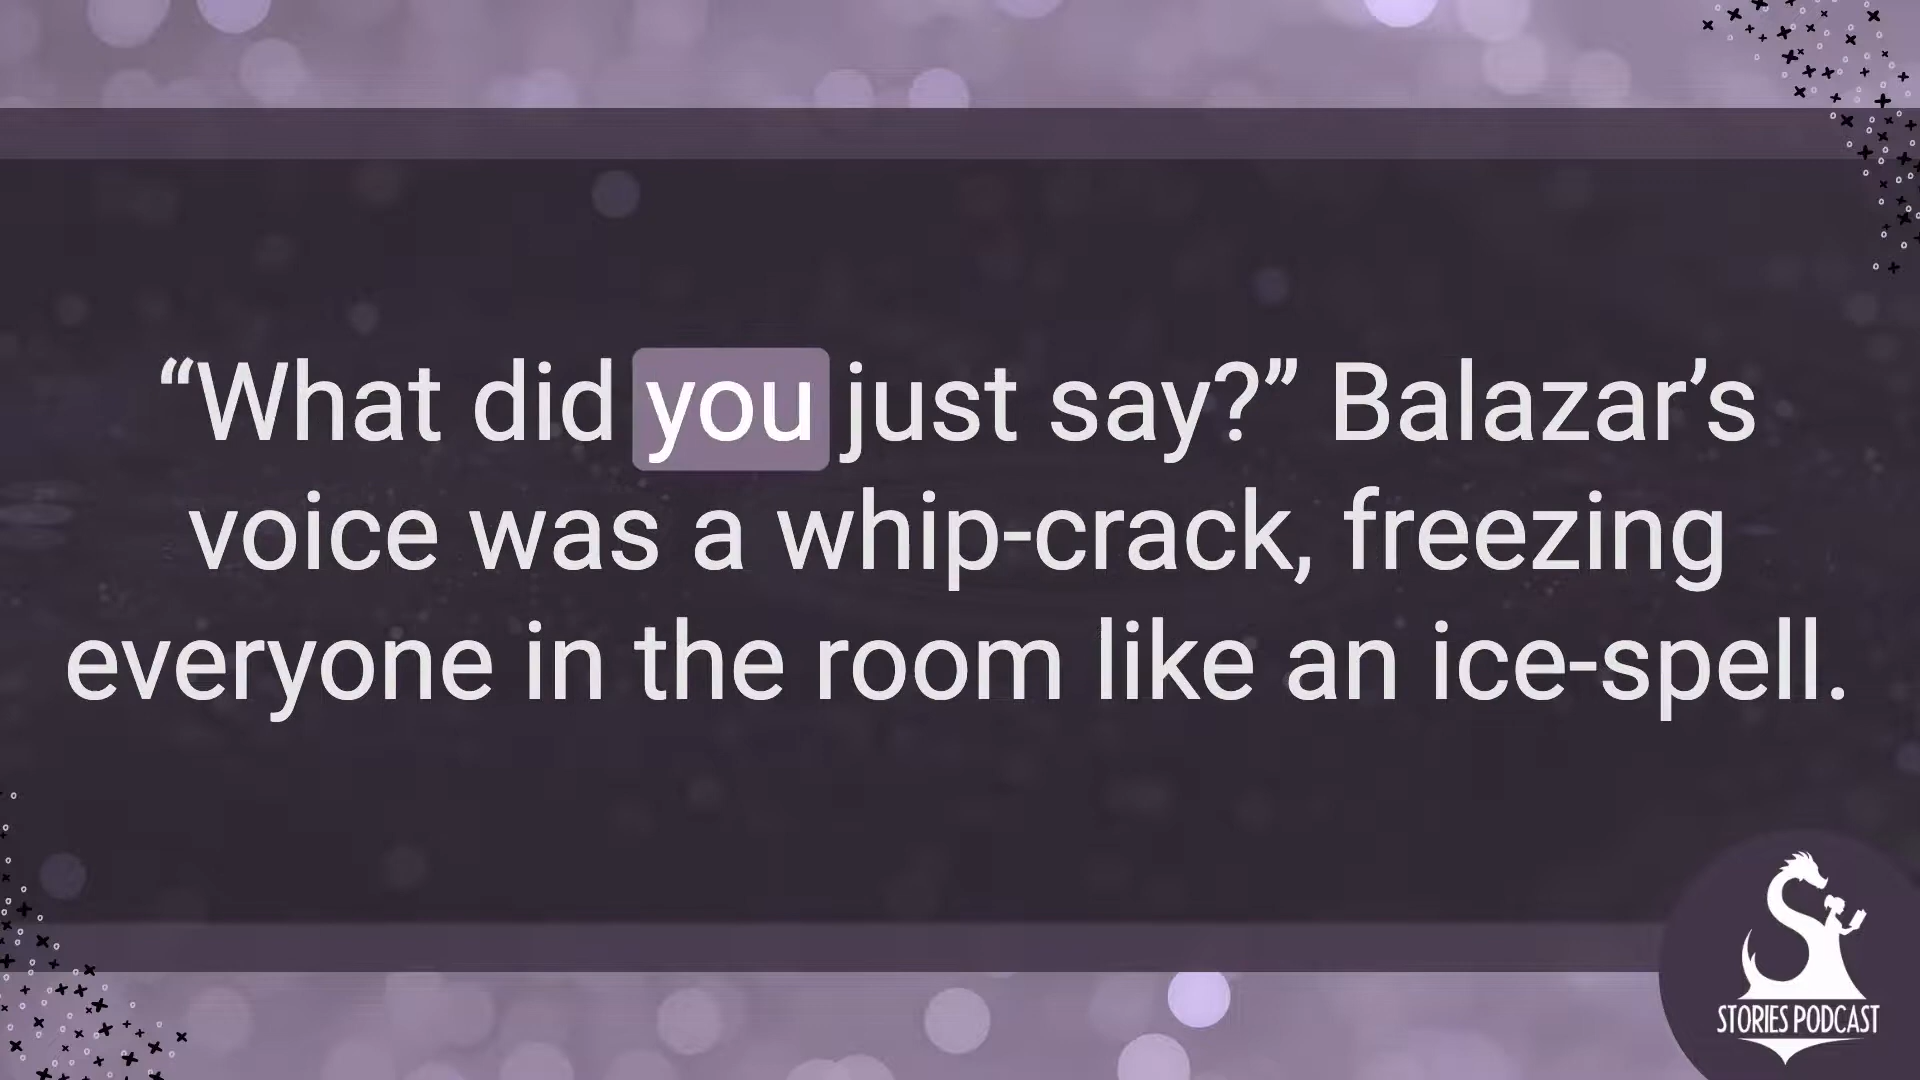 “What did you just say?” Balazar’s
voice was a whip-crack, freezing
everyone in the room like an ice-spell.
STORIES PODCAST